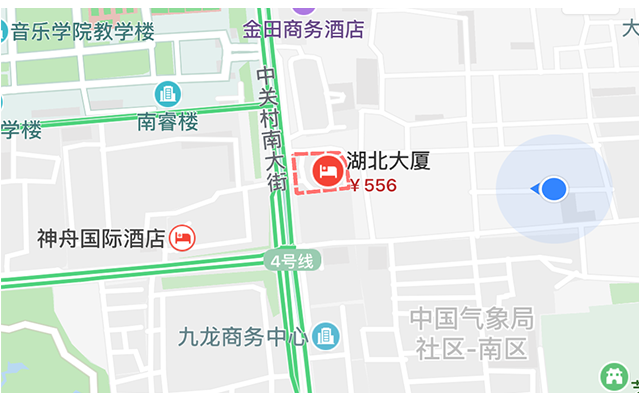 音乐学院教学楼
金田商务酒店
大
中关村南大街
南睿楼
学楼
湖北大厦
¥556
神舟国际酒店
4号线
九龙商务中心
中国气象局
社区-南区